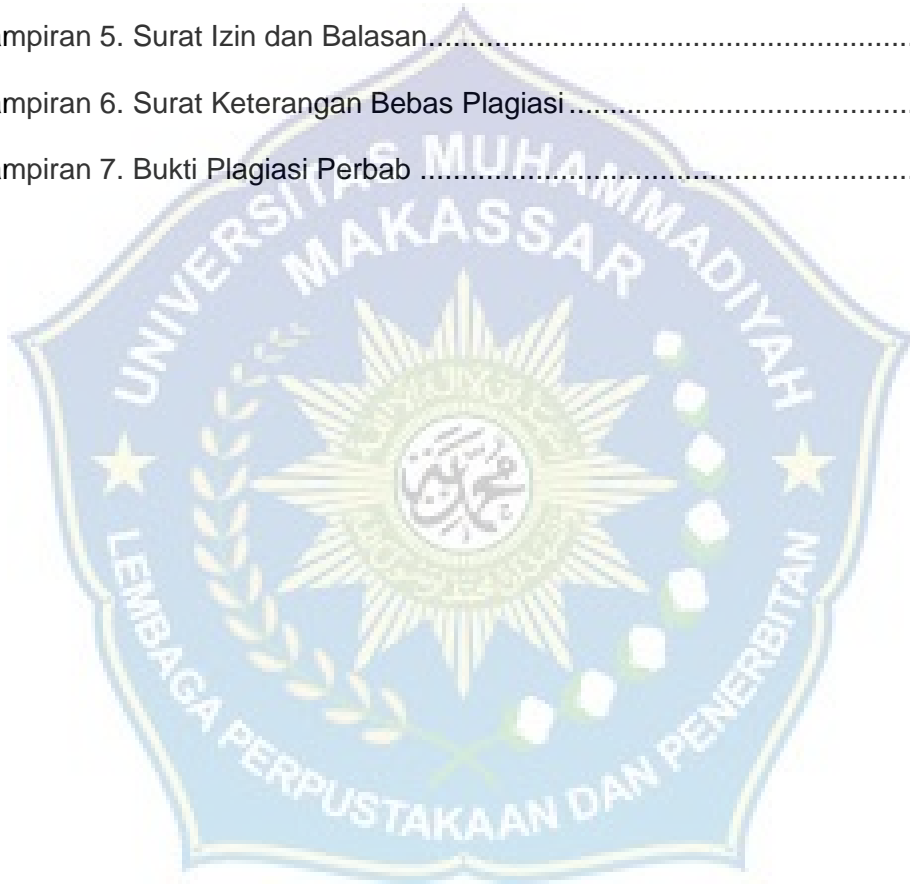 ampiran 5. Surat Izin dan Balasan..............................................................
ampiran 6. Surat Keterangan Bebas Plagiasi............................................
ampiran 7. Bukti Plagiasi Perbab ..............................................................
UNIVERSITAS MUHAMMADIYAH
MAKASSAR
LEMBAGA PERPUSTAKAAN DAN PENERBITAN